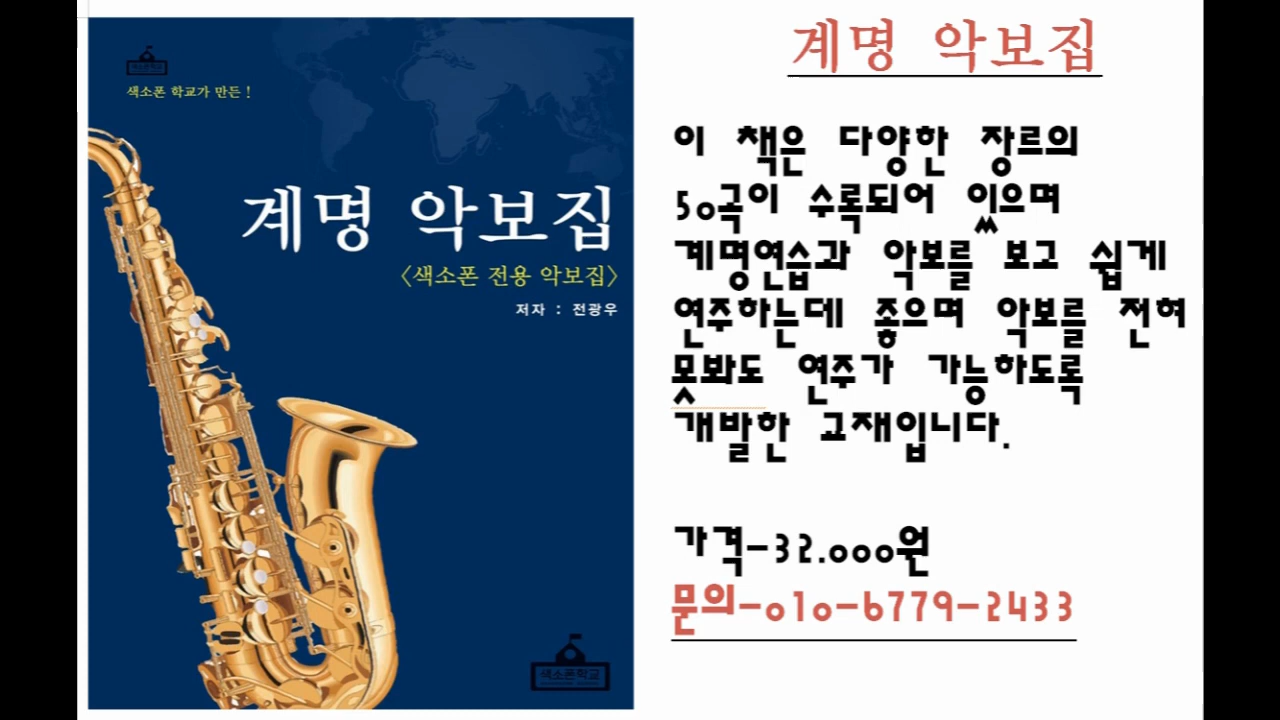 색소폰학교
색소폰 학교가 만든 !
계명 악보집
<색소폰 전용 악보집>
저자 : 전광우
색소폰학교
계명 악보집
이 책은 다양한 장르의
50곡이 수록되어 있으며
계명연습과 악보를 보고 쉽게
연주하는데 좋으며 악보를 전혀
못봐도 연주가 가능하도록
개발한 교재입니다.
가격-32.000원
문의-010-6779-2433